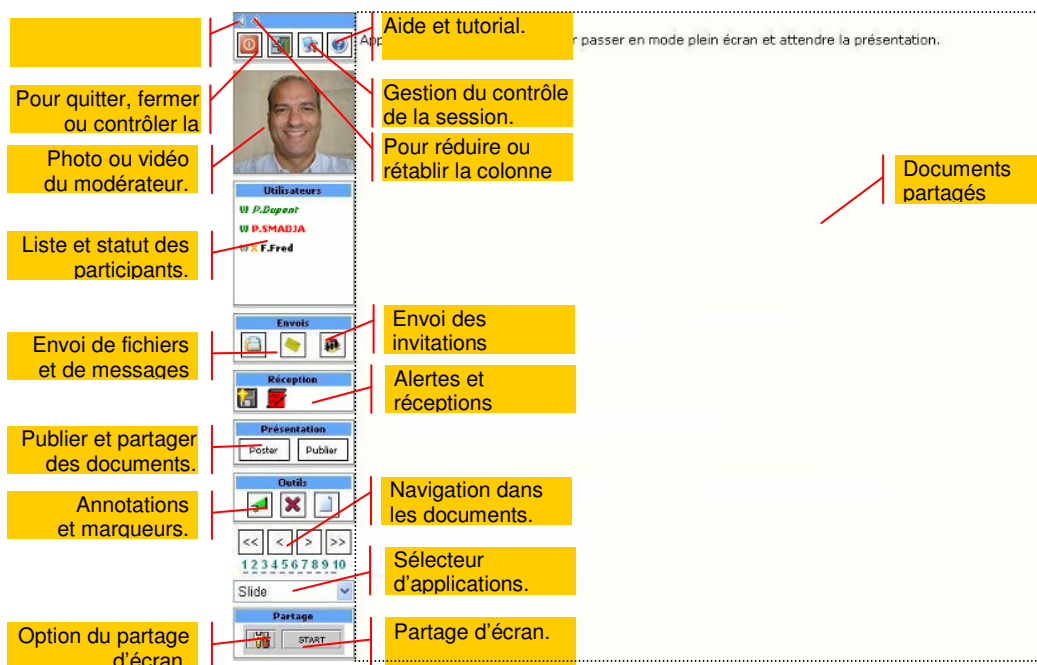 Aide et tutorial.
App
r passer en mode plein écran et attendre la présentation.
Pour quitter, fermer
ou contrôler la
Gestion du contrôle
de la session.
Photo ou vidéo
du modérateur.
Pour réduire ou
rétablir la colonne
Documents
partagés
Utilisateurs
W P.Dupont
W P.SMADJA
W X F.Fred
Liste et statut des
participants.
Envois
Envoi des
invitations
Envoi de fichiers
et de messages
Réception
Alertes et
réceptions
Présentation
Poster Publier
Publier et partager
des documents.
Outils
Annotations
et marqueurs.
Navigation dans
les documents.
<< < > >>
1 2 3 4 5 6 7 8 9 10
Sélecteur
d'applications.
Slide
Partage
START
Option du partage
d'écran
Partage d'écran.